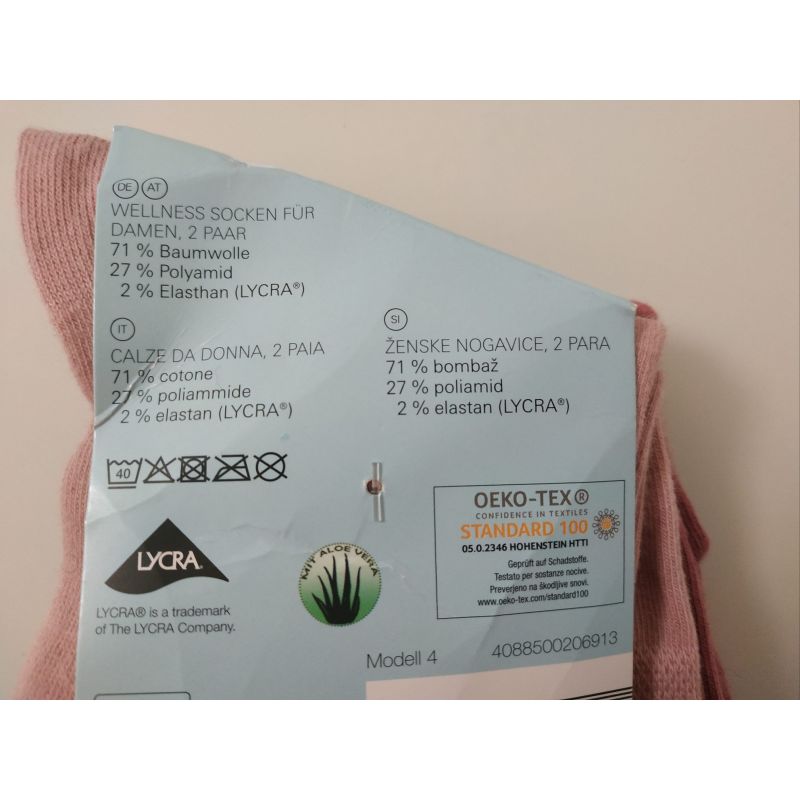 DE AT
WELLNESS SOCKEN FÜR
DAMEN, 2 PAAR
71 % Baumwolle
27 % Polyamid
2 % Elasthan (LYCRA®)
IT
CALZE DA DONNA, 2 PAIA
71 % cotone
27 % poliammide
2 % elastan (LYCRA®)
SI
ŽENSKE NOGAVICE, 2 PARA
71 % bombaž
27 % poliamid
2 % elastan (LYCRA®)
40
LYCRA
LYCRA® is a trademark
of The LYCRA Company.
MIT ALOE VERA
OEKO-TEX®
CONFIDENCE IN TEXTILES
STANDARD 100
05.0.2346 HOHENSTEIN HTTI
Geprüft auf Schadstoffe.
Testato per sostanze nocive.
Preverjeno na škodljive snovi.
www.oeko-tex.com/standard100
Modell 4
4088500206913